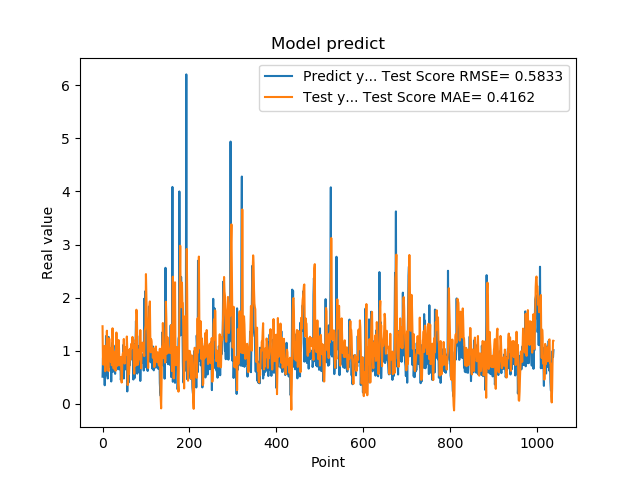 Model predict
Predict y... Test Score RMSE= 0.5833
Test y... Test Score MAE= 0.4162
Real value
6
5
4
3
2
1
0
0 200 400 600 800 1000
Point